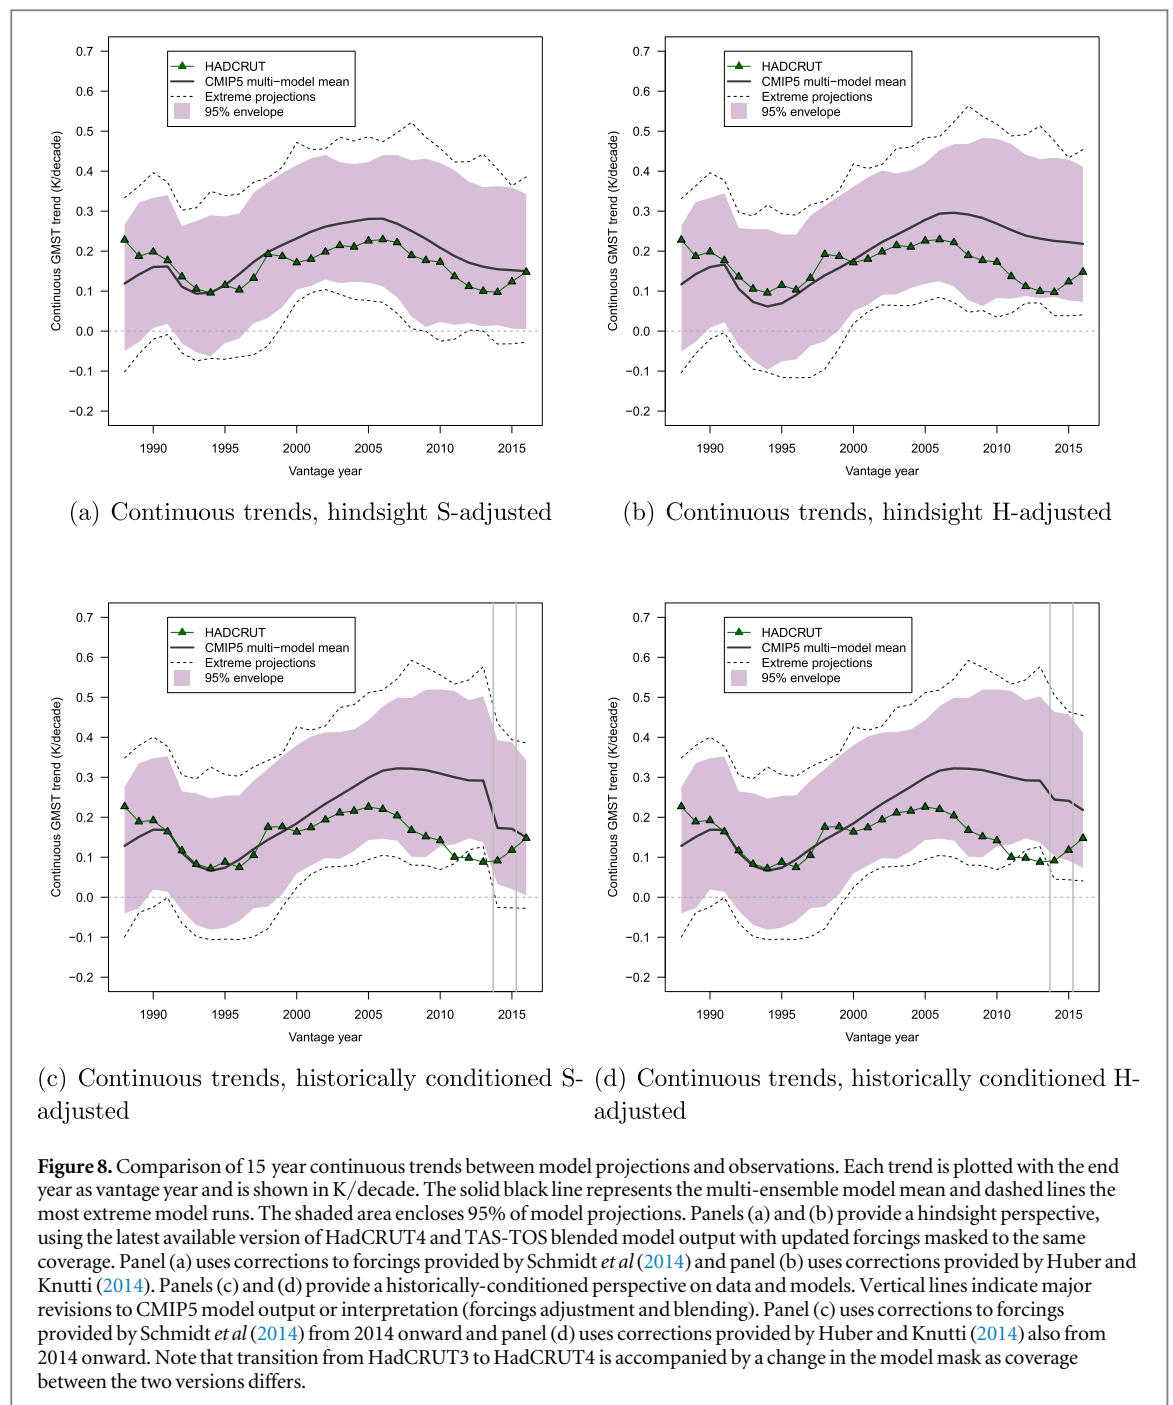 0.7
0.6
0.5
0.4
0.3
0.2
0.1
0.0
−0.1
−0.2
Continuous GMST trend (K/decade)
HADCRUT
CMIP5 multi−model mean
Extreme projections
95% envelope
1990 1995 2000 2005 2010 2015
Vantage year
(a) Continuous trends, hindsight S-adjusted
0.7
0.6
0.5
0.4
0.3
0.2
0.1
0.0
−0.1
−0.2
Continuous GMST trend (K/decade)
HADCRUT
CMIP5 multi−model mean
Extreme projections
95% envelope
1990 1995 2000 2005 2010 2015
Vantage year
(b) Continuous trends, hindsight H-adjusted
0.7
0.6
0.5
0.4
0.3
0.2
0.1
0.0
−0.1
−0.2
Continuous GMST trend (K/decade)
HADCRUT
CMIP5 multi−model mean
Extreme projections
95% envelope
1990 1995 2000 2005 2010 2015
Vantage year
(c) Continuous trends, historically conditioned S-
adjusted
0.7
0.6
0.5
0.4
0.3
0.2
0.1
0.0
−0.1
−0.2
Continuous GMST trend (K/decade)
HADCRUT
CMIP5 multi−model mean
Extreme projections
95% envelope
1990 1995 2000 2005 2010 2015
Vantage year
(d) Continuous trends, historically conditioned H-
adjusted
Figure 8. Comparison of 15 year continuous trends between model projections and observations. Each trend is plotted with the end
year as vantage year and is shown in K/decade. The solid black line represents the multi-ensemble model mean and dashed lines the
most extreme model runs. The shaded area encloses 95% of model projections. Panels (a) and (b) provide a hindsight perspective,
using the latest available version of HadCRUT4 and TAS-TOS blended model output with updated forcings masked to the same
coverage. Panel (a) uses corrections to forcings provided by Schmidt et al (2014) and panel (b) uses corrections provided by Huber and
Knutti (2014). Panels (c) and (d) provide a historically-conditioned perspective on data and models. Vertical lines indicate major
revisions to CMIP5 model output or interpretation (forcings adjustment and blending). Panel (c) uses corrections to forcings
provided by Schmidt et al (2014) from 2014 onward and panel (d) uses corrections provided by Huber and Knutti (2014) also from
2014 onward. Note that transition from HadCRUT3 to HadCRUT4 is accompanied by a change in the model mask as coverage
between the two versions differs.